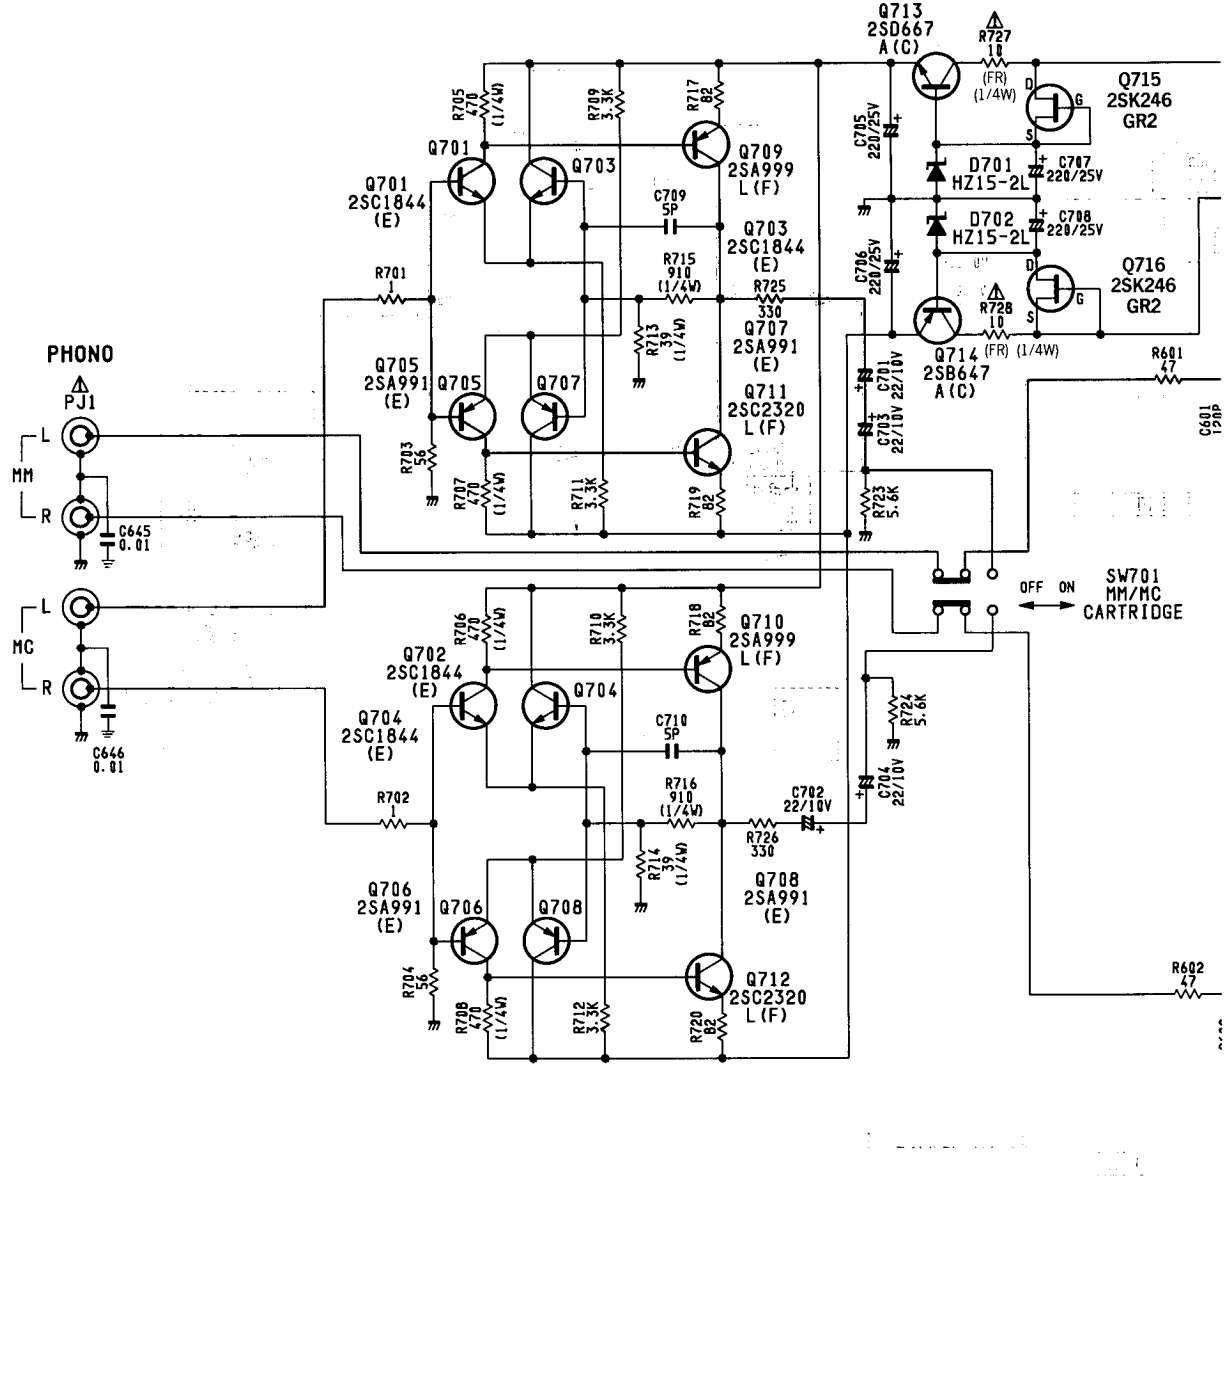 Q713
2SD667
A(C)
R727
10
(FR)
(1/4W)
Q715
2SK246
GR2
D
G
S
R705
470
(1/4W)
R709
3.3K
R717
82
C705
220/25V
+
Q701
Q703
Q709
2SA999
L(F)
D701
HZ15-2L
+
C707
220/25V
Q701
2SC1844
(E)
C709
5P
Q703
2SC1844
(E)
D702
HZ15-2L
+
C708
220/25V
C706
220/25V
+
R701
1
R715
910
(1/4W)
R725
330
D
G
S
Q716
2SK246
GR2
R728
10
(FR) (1/4W)
R713
39
(1/4W)
Q707
2SA991
(E)
Q714
2SB647
A(C)
PHONO
PJ1
Q705
2SA991
(E)
Q705
Q707
Q711
2SC2320
L(F)
C701
22/10V
+
C703
22/10V
+
R601
47
C601
120P
L
MM
R
R703
56
R707
470
(1/4W)
R711
3.3K
R719
82
R723
5.6K
C645
0.01
OFF ON
SW701
MM/MC
CARTRIDGE
L
MC
R
C646
0.01
R706
470
(1/4W)
R710
3.3K
R718
82
Q710
2SA999
L(F)
Q702
2SC1844
(E)
Q704
Q704
2SC1844
(E)
C710
5P
R724
5.6K
R702
1
R716
910
(1/4W)
C702
22/10V
+
C704
22/10V
+
R726
330
R714
39
(1/4W)
Q706
2SA991
(E)
Q706
Q708
Q708
2SA991
(E)
R704
56
R708
470
(1/4W)
R712
3.3K
R720
82
Q712
2SC2320
L(F)
R602
47